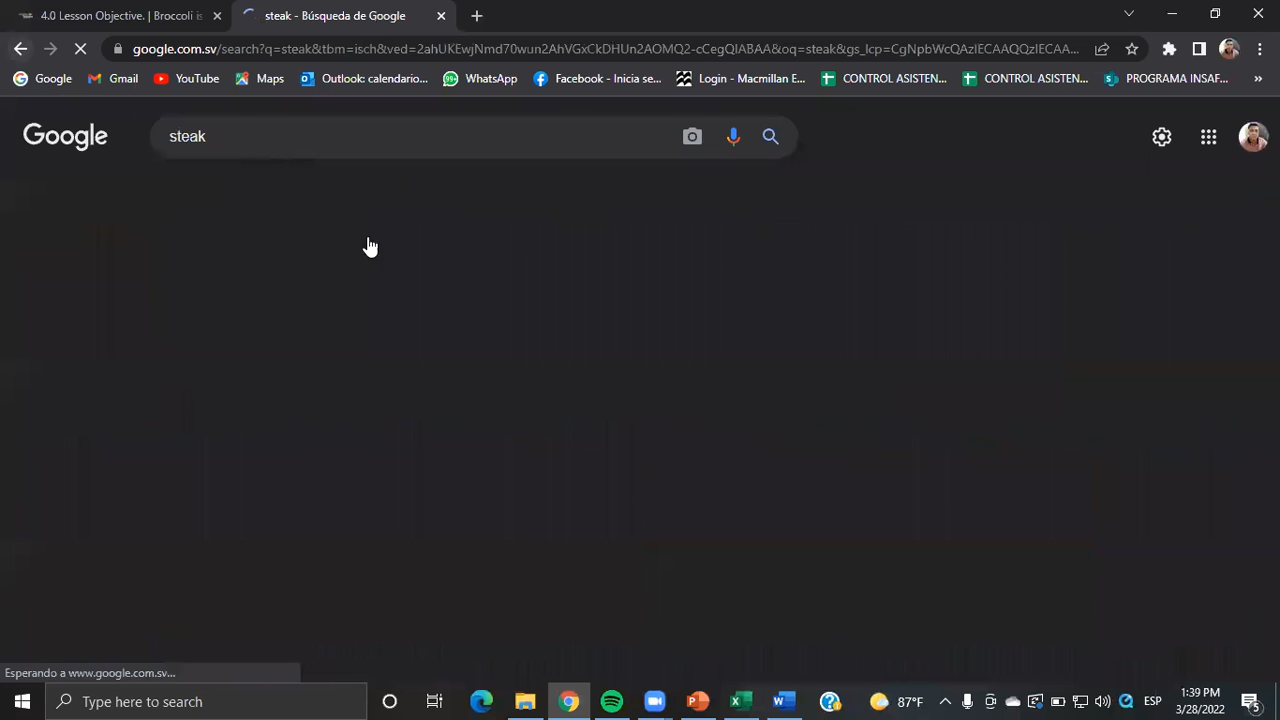 4.0 Lesson Objective. | Broccoli is
steak - Búsqueda de Google
google.com.sv/search?q=steak&tbm=isch&ved=2ahUKEwjNmd70wun2AhVGxCkDHUn2AOMQ2-cCegQIABAA&oq=steak&gs_lcp=CgNpbWcQAzIECAAQQzIECAA...
Google
Gmail
YouTube
Maps
Outlook: calendario...
99+
WhatsApp
Facebook - Inicia se...
Login - Macmillan E...
CONTROL ASISTEN...
CONTROL ASISTEN...
PROGRAMA INSAF...
»
Google
steak
Esperando a www.google.com.sv...
Type here to search
87°F
ESP
1:39 PM
3/28/2022
5